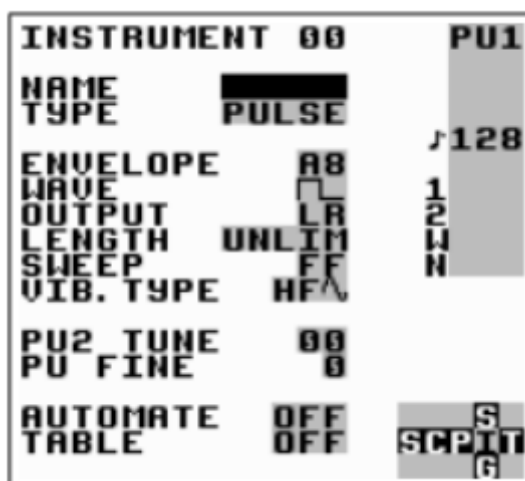 INSTRUMENT 00 PU1
NAME
TYPE PULSE
♪128
ENVELOPE A8
WAVE 1
OUTPUT LR 2
LENGTH UNLIM W
SWEEP FF N
VIB. TYPE HF
PU2 TUNE 00
PU FINE 0
AUTOMATE OFF S
TABLE OFF SCPIT
G